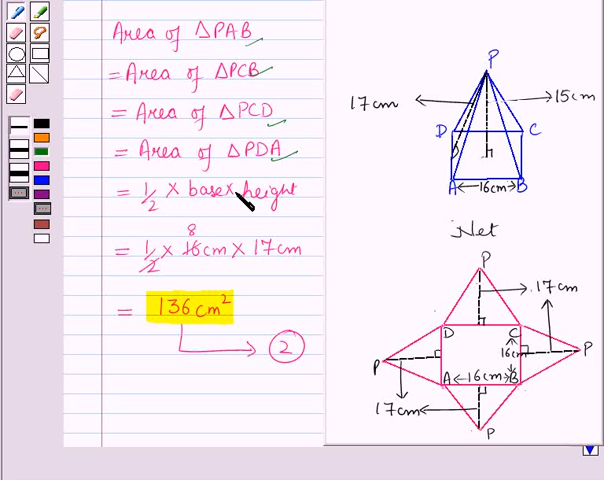 Area of ΔPAB
=Area of ΔPCB
= Area of ΔPCD
= Area of ΔPDA
= 1/2 × base × height
= 1/2 × 16cm × 17cm
8
= 136 cm²
2
P
17cm
15cm
D
C
A
16cm
B
Net
P
17cm
D
C
16cm
P
P
A
16cm
B
17cm
P